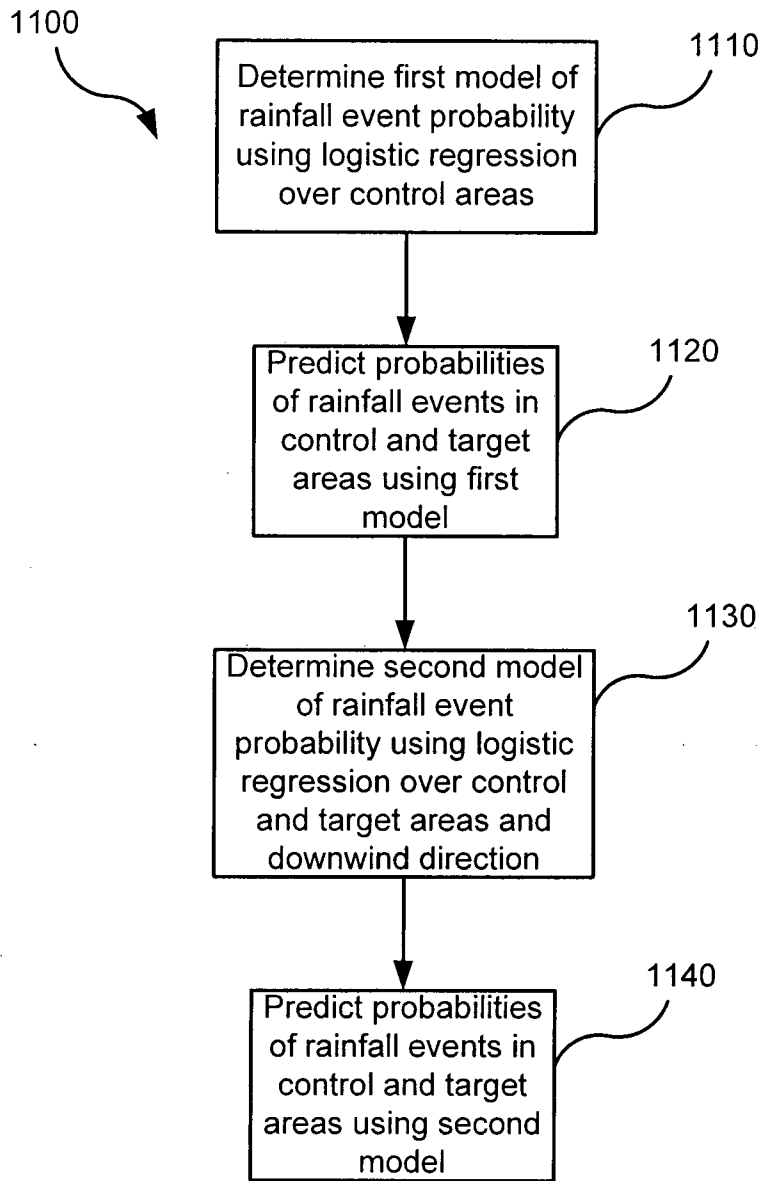 1100
1110
Determine first model
of rainfall event
probability
using logistic regression
over control areas
1120
Predict probabilities
of rainfall events in
control and target
areas using first
model
1130
Determine second model
of rainfall event
probability using logistic
regression over control
and target areas and
downwind direction
1140
Predict probabilities
of rainfall events in
control and target
areas using second
model